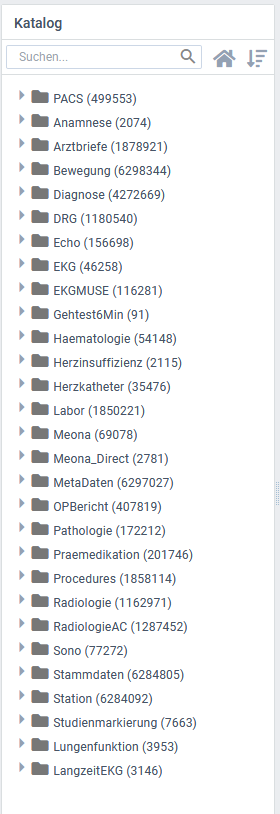 Katalog
Suchen...
PACS (499553)
Anamnese (2074)
Arztbriefe (1878921)
Bewegung (6298344)
Diagnose (4272669)
DRG (1180540)
Echo (156698)
EKG (46258)
EKGMUSE (116281)
Gehtest6Min (91)
Haematologie (54148)
Herzinsuffizienz (2115)
Herzkatheter (35476)
Labor (1850221)
Meona (69078)
Meona_Direct (2781)
MetaDaten (6297027)
OPBericht (407819)
Pathologie (172212)
Praemedikation (201746)
Procedures (1858114)
Radiologie (1162971)
RadiologieAC (1287452)
Sono (77272)
Stammdaten (6284805)
Station (6284092)
Studienmarkierung (7663)
Lungenfunktion (3953)
LangzeitEKG (3146)